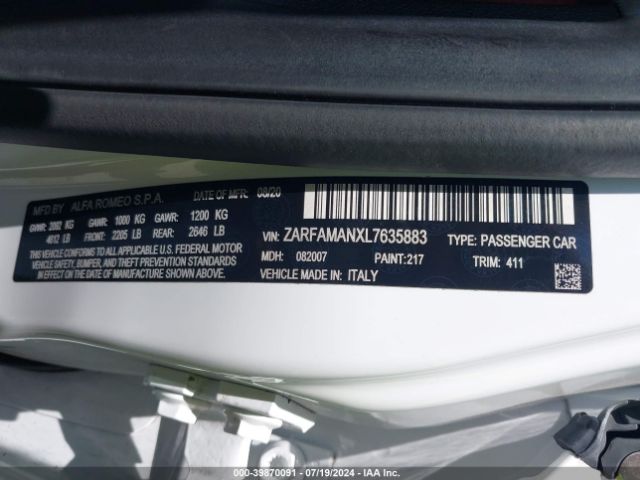 MFD BY ALFA ROMEO S.P.A. DATE OF MFR: 08/20
GVWR: 2092 KG GAWR: 1000 KG GAWR: 1200 KG
4612 LB FRONT: 2205 LB REAR: 2646 LB
THIS VEHICLE CONFORMS TO ALL APPLICABLE U.S. FEDERAL MOTOR
VEHICLE SAFETY, BUMPER, AND THEFT PREVENTION STANDARDS
IN EFFECT ON THE DATE OF MANUFACTURE SHOWN ABOVE.
VIN: ZARFAMANXL7635883 TYPE: PASSENGER CAR
MDH: 082007 PAINT: 217 TRIM: 411
VEHICLE MADE IN ITALY
000-39870091 - 07/19/2024 - IAA Inc.